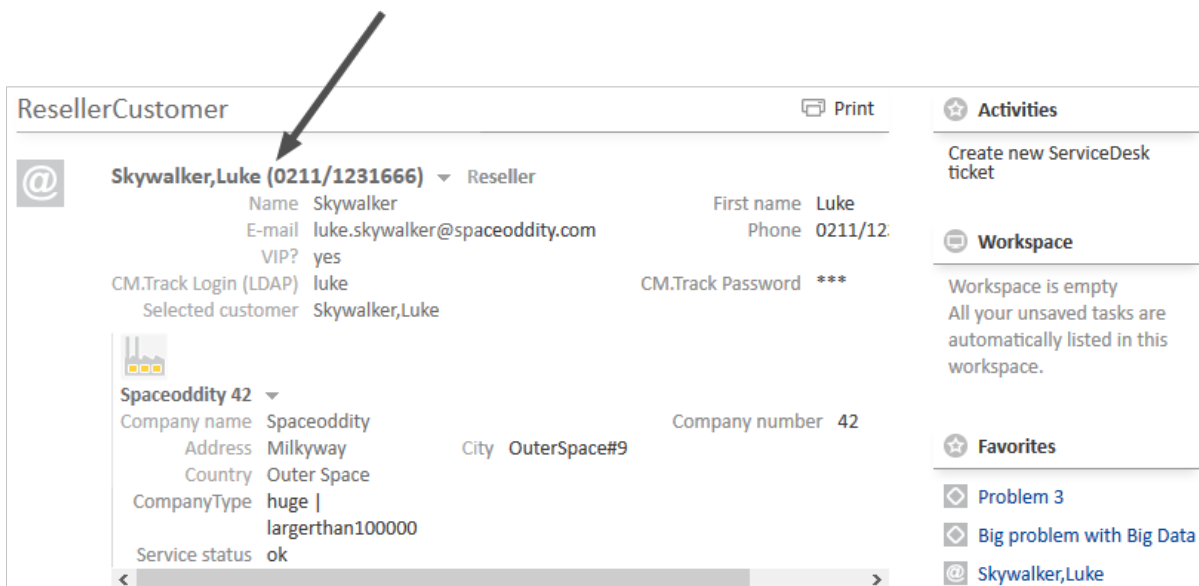 ResellerCustomer
Print
Skywalker,Luke (0211/1231666) Reseller
Name Skywalker First name Luke
E-mail luke.skywalker@spaceoddity.com Phone 0211/12
VIP? yes
CM.Track Login (LDAP) luke CM.Track Password ***
Selected customer Skywalker,Luke
Spaceoddity 42
Company name Spaceoddity Company number 42
Address Milkyway City OuterSpace#9
Country Outer Space
CompanyType huge |
largerthan100000
Service status ok
Activities
Create new ServiceDesk
ticket
Workspace
Workspace is empty
All your unsaved tasks are
automatically listed in this
workspace.
Favorites
Problem 3
Big problem with Big Data
Skywalker,Luke